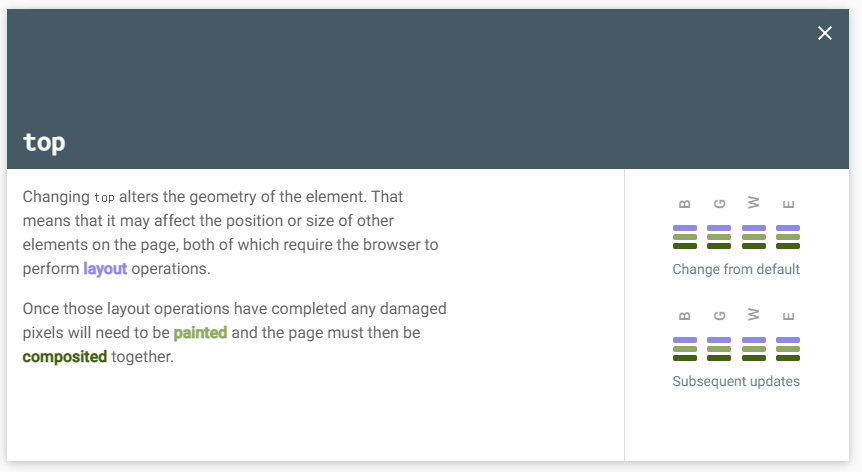 top
Changing top alters the geometry of the element. That
means that it may affect the position or size of other
elements on the page, both of which require the browser to
perform layout operations.
Once those layout operations have completed any damaged
pixels will need to be painted and the page must then be
composited together.
B G W E
Change from default
B G W E
Subsequent updates